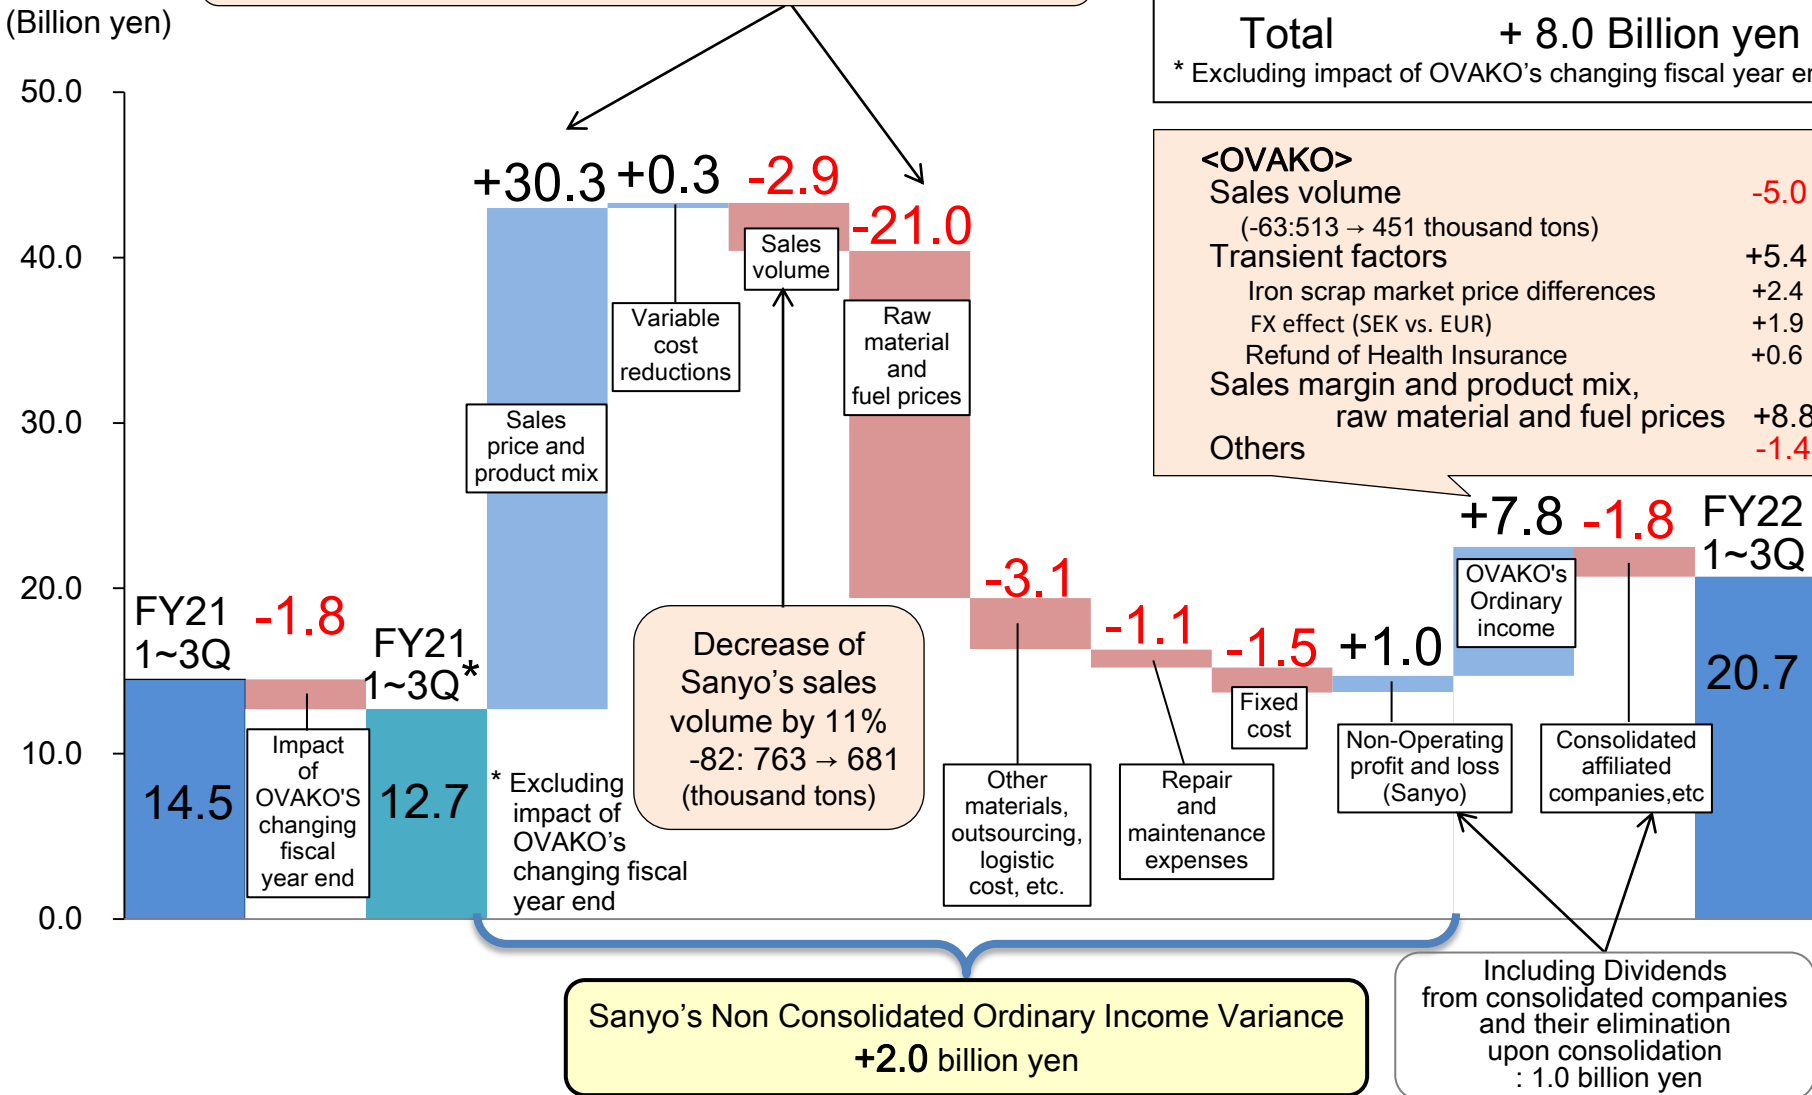 (Billion yen)
Total + 8.0 Billion yen
* Excluding impact of OVAKO's changing fiscal year
50.0
40.0
30.0
20.0
10.0
0.0
<OVAKO>
Sales volume -5.0
(-63:513 → 451 thousand tons)
Transient factors +5.4
Iron scrap market price differences +2.4
FX effect (SEK vs. EUR) +1.9
Refund of Health Insurance +0.6
Sales margin and product mix,
raw material and fuel prices +8.8
Others -1.4
+30.3
+0.3
-2.9
-21.0
Sales
volume
Variable
cost
reductions
Raw
material
and
fuel prices
Sales
price and
product mix
FY21
1~3Q
-1.8
FY21
1~3Q*
-3.1
-1.1
-1.5
+1.0
+7.8
-1.8
FY22
1~3Q
OVAKO's
Ordinary
income
14.5
12.7
20.7
Impact
of
OVAKO'S
changing
fiscal
year end
* Excluding
impact of
OVAKO's
changing fiscal
year end
Decrease of
Sanyo's sales
volume by 11%
-82: 763 → 681
(thousand tons)
Other
materials,
outsourcing,
logistic
cost, etc.
Repair
and
maintenance
expenses
Fixed
cost
Non-Operating
profit and loss
(Sanyo)
Consolidated
affiliated
companies,etc
Sanyo's Non Consolidated Ordinary Income Variance
+2.0 billion yen
Including Dividends
from consolidated companies
and their elimination
upon consolidation
: 1.0 billion yen